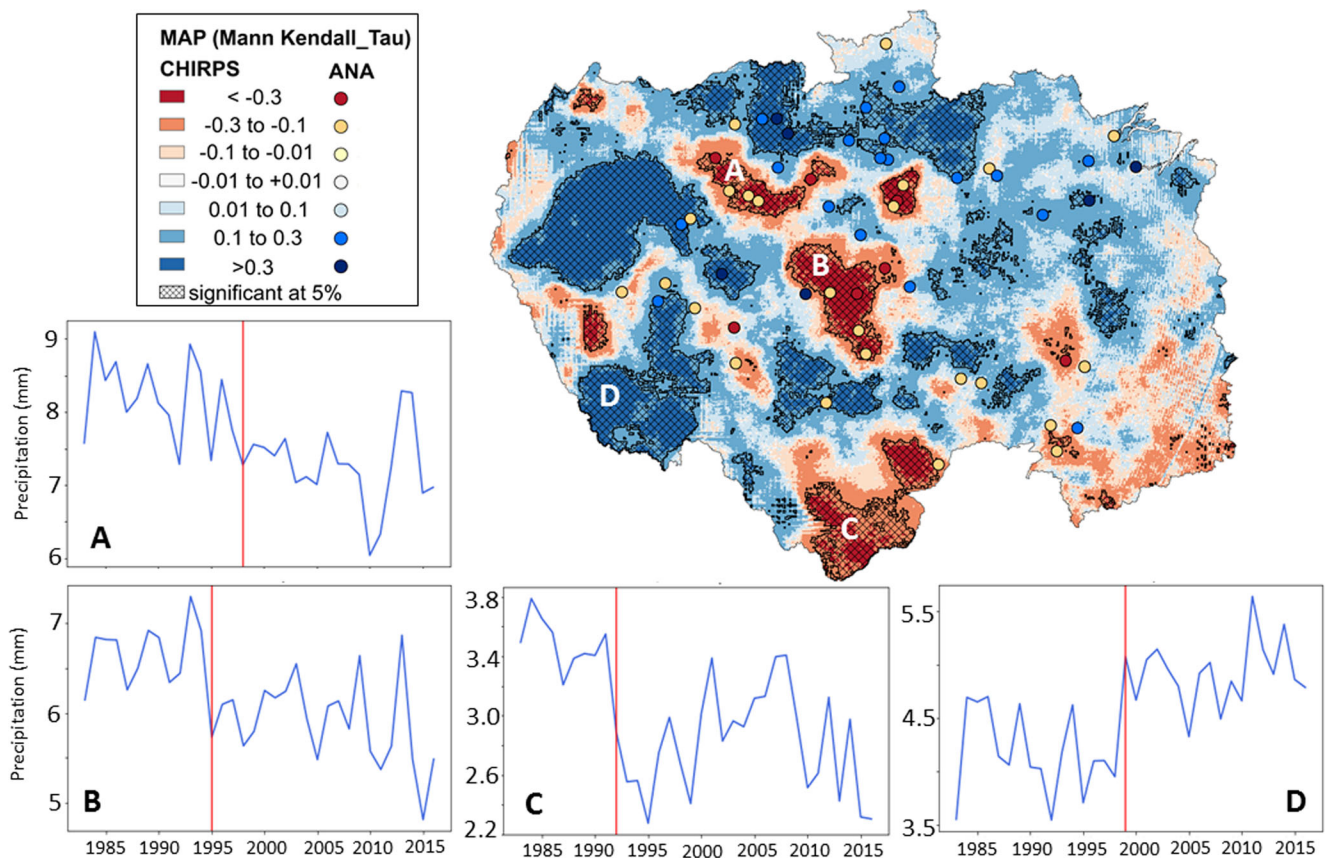 MAP (Mann Kendall_Tau)
CHIRPS ANA
< -0.3
-0.3 to -0.1
-0.1 to -0.01
-0.01 to +0.01
0.01 to 0.1
0.1 to 0.3
>0.3
significant at 5%
A
B
D
C
Precipitation (mm)
9
8
7
6
A
Precipitation (mm)
7
6
5
B
1985 1990 1995 2000 2005 2010 2015
3.8
3.4
3.0
2.6
2.2
C
1985 1990 1995 2000 2005 2010 2015
5.5
4.5
3.5
D
1985 1990 1995 2000 2005 2010 2015